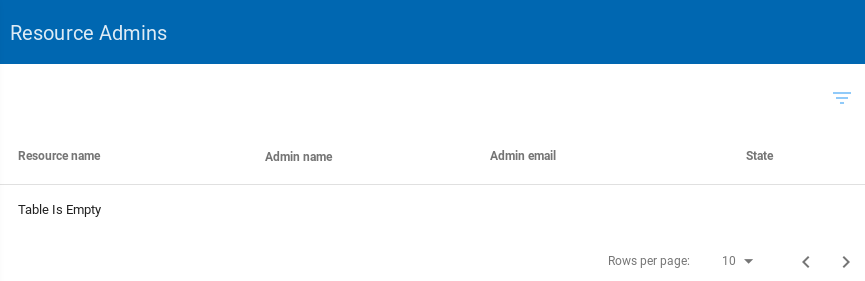 Resource Admins
Resource name Admin name Admin email State
Table Is Empty
Rows per page: 10